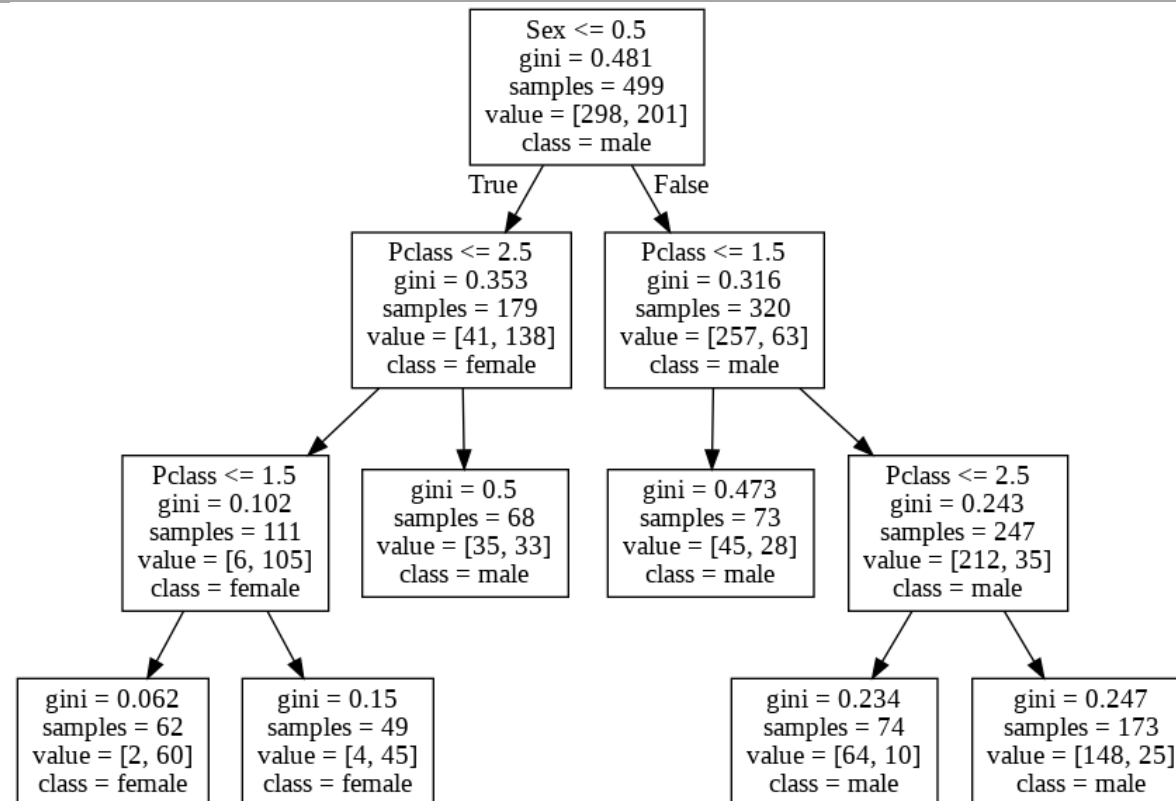 Sex <= 0.5
gini = 0.481
samples = 499
value = [298, 201]
class = male
True
False
Pclass <= 2.5
gini = 0.353
samples = 179
value = [41, 138]
class = female
Pclass <= 1.5
gini = 0.316
samples = 320
value = [257, 63]
class = male
Pclass <= 1.5
gini = 0.102
samples = 111
value = [6, 105]
class = female
gini = 0.5
samples = 68
value = [35, 33]
class = male
gini = 0.473
samples = 73
value = [45, 28]
class = male
Pclass <= 2.5
gini = 0.243
samples = 247
value = [212, 35]
class = male
gini = 0.062
samples = 62
value = [2, 60]
class = female
gini = 0.15
samples = 49
value = [4, 45]
class = female
gini = 0.234
samples = 74
value = [64, 10]
class = male
gini = 0.247
samples = 173
value = [148, 25]
class = male